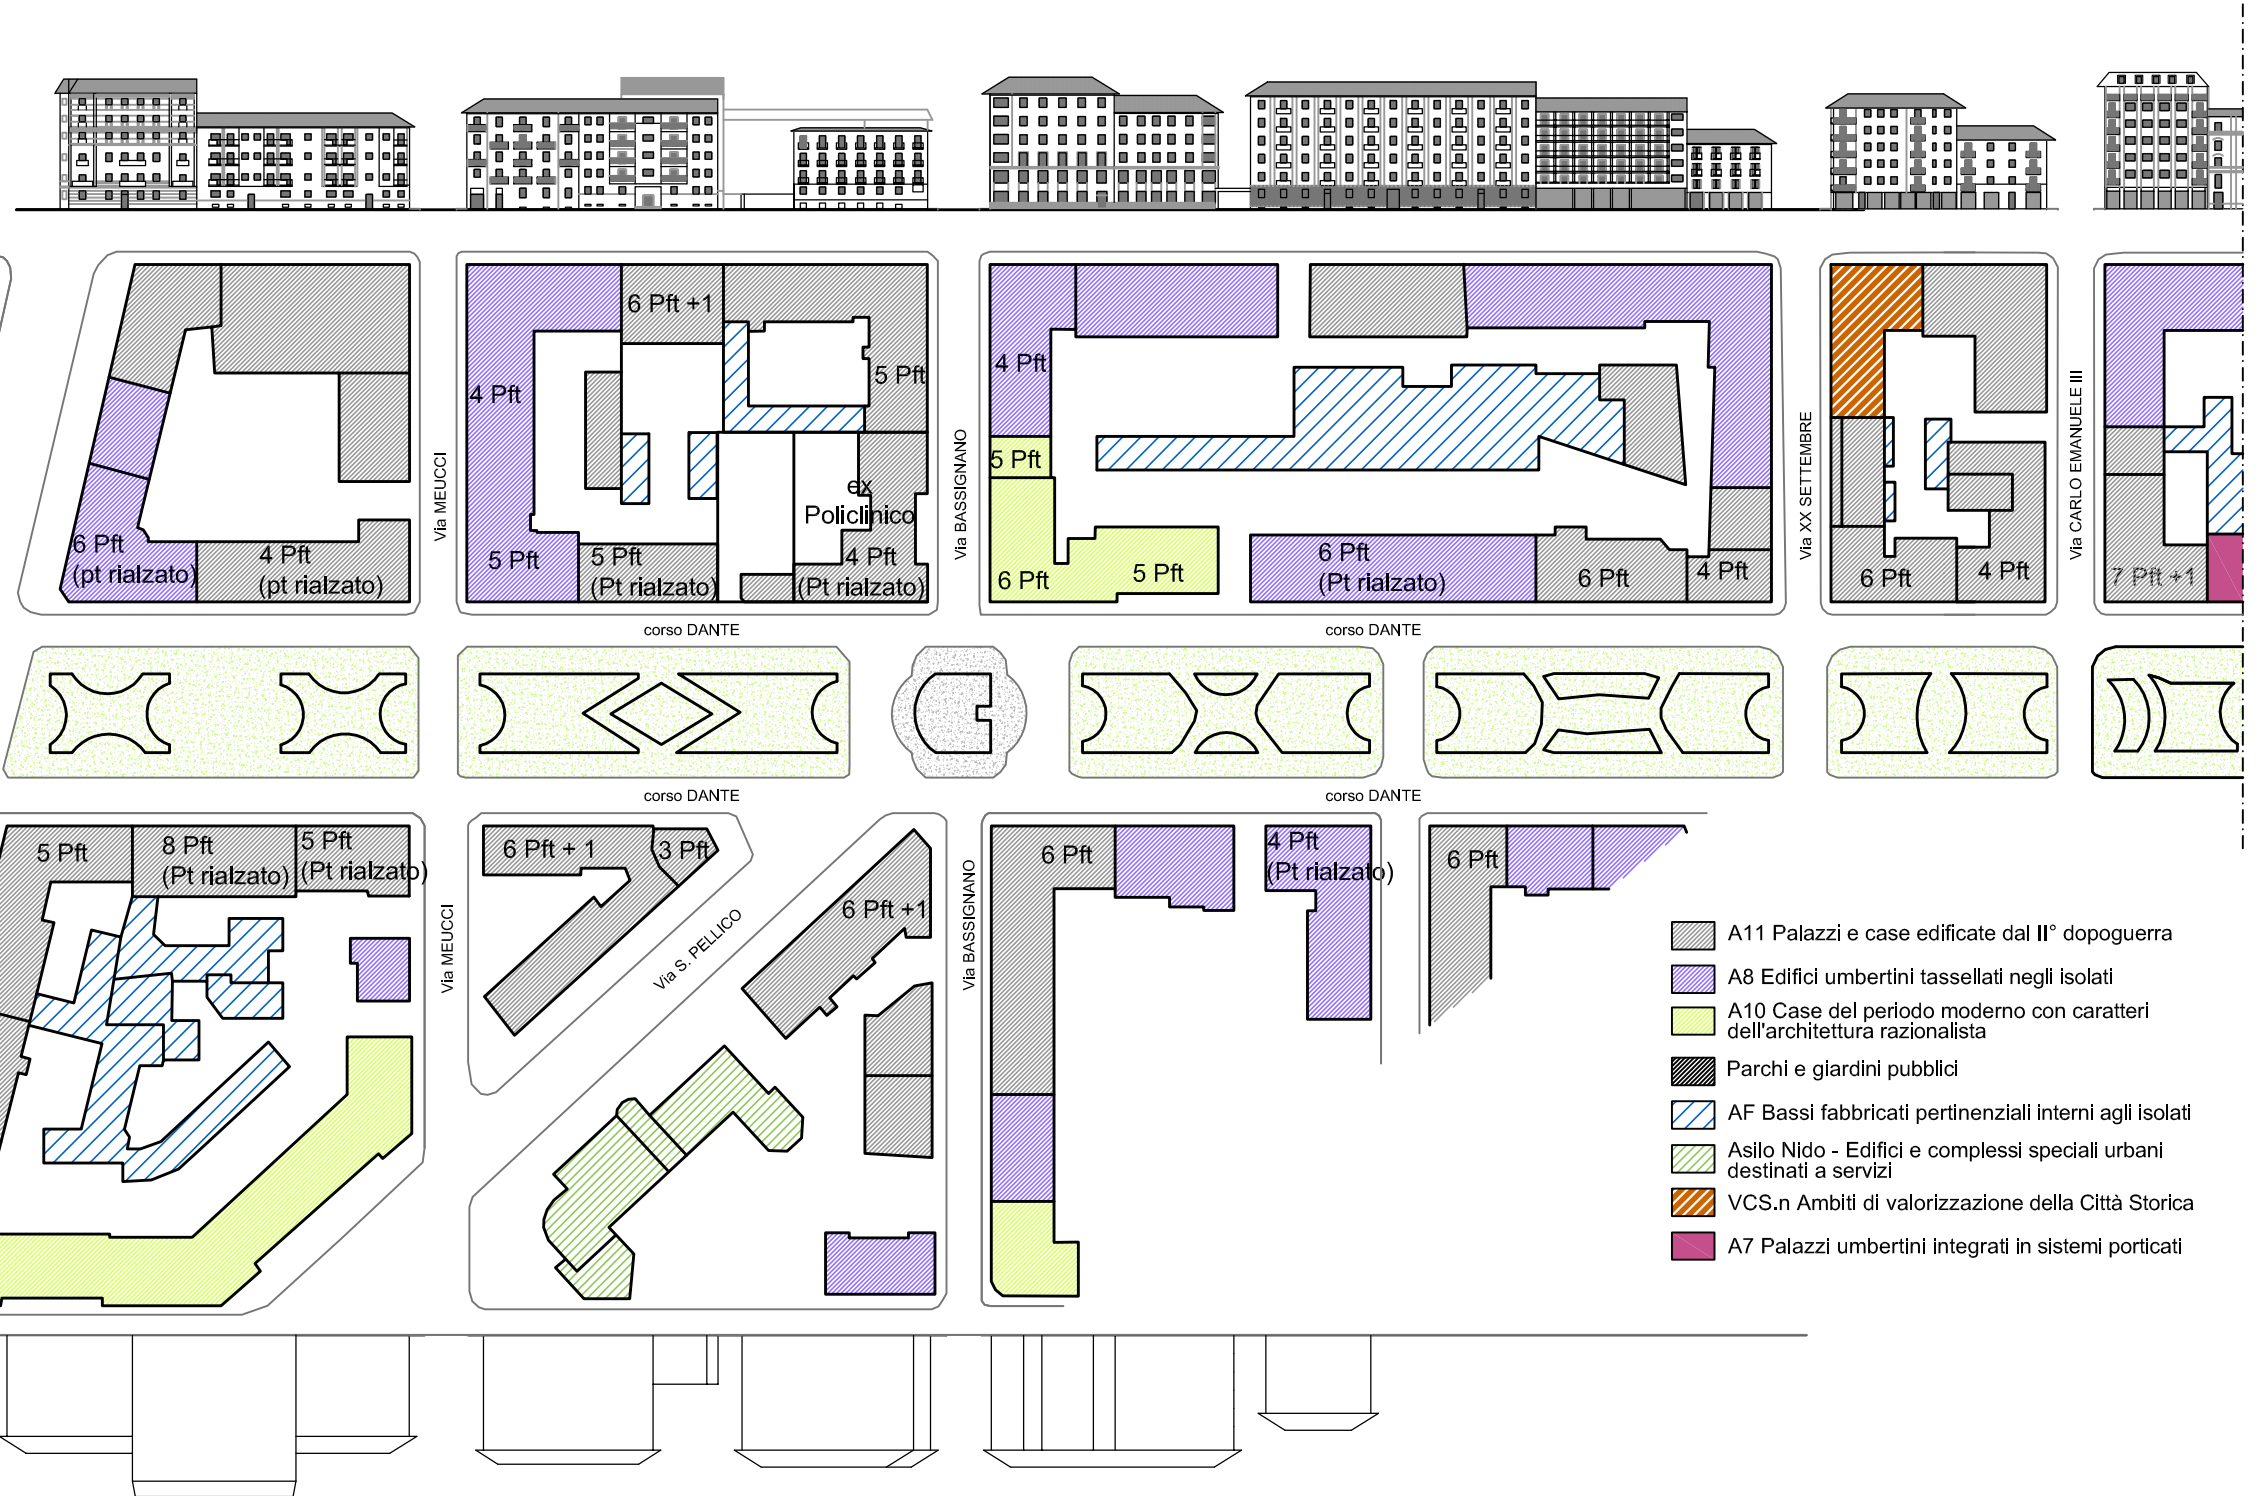 6 Pft +1
4 Pft
5 Pft
4 Pft
5 Pft
ex
Policlinico
6 Pft
(pt rialzato)
4 Pft
(pt rialzato)
Via MEUCCI
5 Pft
5 Pft
(Pt rialzato)
4 Pft
(Pt rialzato)
Via BASSIGNANO
6 Pft
5 Pft
6 Pft
(Pt rialzato)
6 Pft
4 Pft
Via XX SETTEMBRE
6 Pft
4 Pft
Via CARLO EMANUELE III
7 Pft +1
corso DANTE
corso DANTE
corso DANTE
corso DANTE
5 Pft
8 Pft
(Pt rialzato)
5 Pft
(Pt rialzato)
Via MEUCCI
6 Pft + 1
3 Pft
Via S. PELLICO
6 Pft +1
Via BASSIGNANO
6 Pft
4 Pft
(Pt rialzato)
6 Pft
A11 Palazzi e case edificate dal II° dopoguerra
A8 Edifici umbertini tassellati negli isolati
A10 Case del periodo moderno con caratteri
dell'architettura razionalista
Parchi e giardini pubblici
AF Bassi fabbricati pertinenziali interni agli isolati
Asilo Nido - Edifici e complessi speciali urbani
destinati a servizi
VCS.n Ambiti di valorizzazione della Città Storica
A7 Palazzi umbertini integrati in sistemi porticati